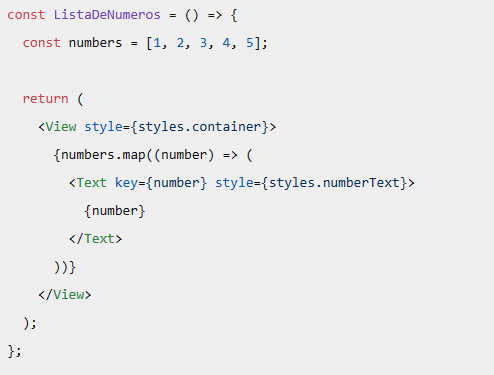 const ListaDeNumeros = () => {
  const numbers = [1, 2, 3, 4, 5];

  return (
    <View style={styles.container}>
      {numbers.map((number) => (
        <Text key={number} style={styles.numberText}>
          {number}
        </Text>
      ))}
    </View>
  );
};